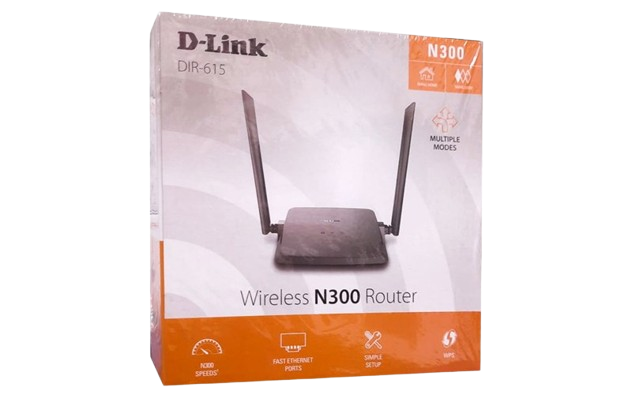 D-Link
DIR-615
N300
MULTIPLE
MODES
Wireless N300 Router
N300
SPEEDS*
FAST ETHERNET
PORTS
SIMPLE
SETUP
WPS